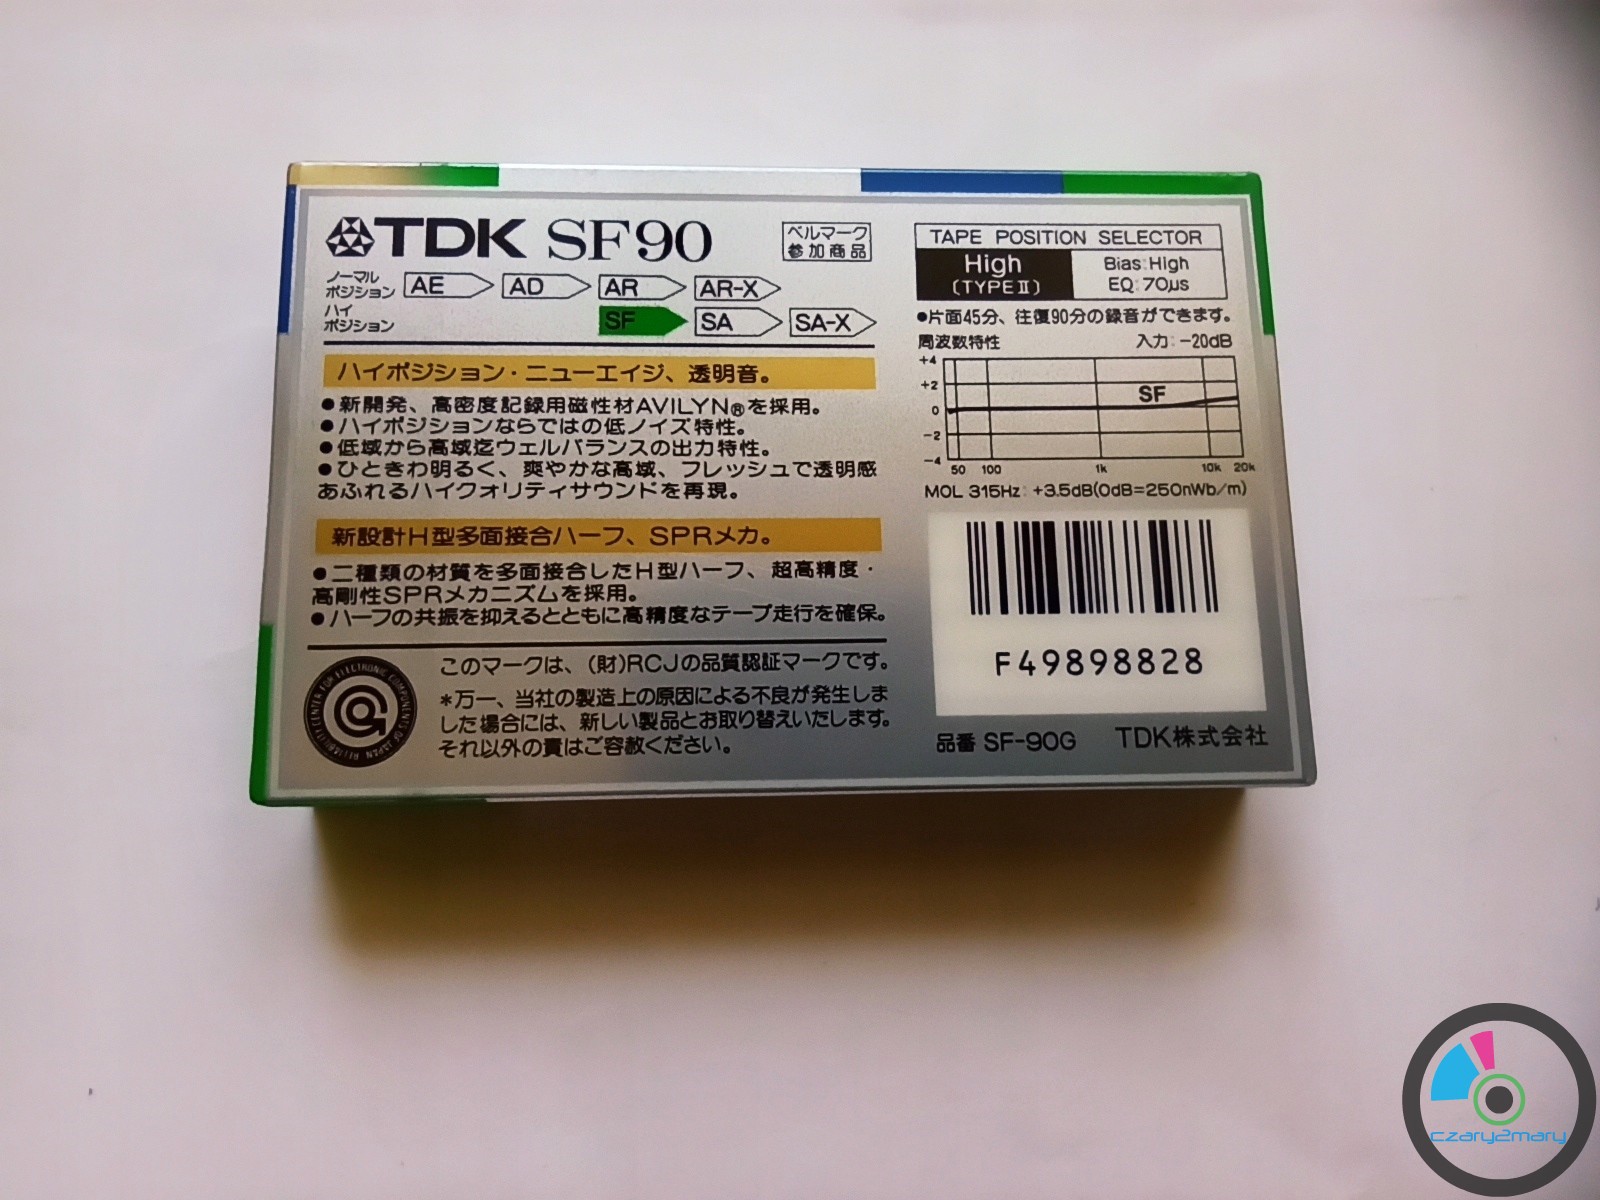 TDK SF90
ベルマーク
参加商品
ノーマル
ポジション
AE AD AR AR-X
ハイ
ポジション
SF SA SA-X
ハイポジション・ニューエイジ、透明音。
●新開発、高密度記録用磁性材AVILYN®を採用。
●ハイポジションならではの低ノイズ特性。
●低域から高域迄ウェルバランスの出力特性。
●ひときわ明るく、爽やかな高域、フレッシュで透明感
あふれるハイクォリティサウンドを再現。
新設計H型多面接合ハーフ、SPRメカ。
●二種類の材質を多面接合したH型ハーフ、超高精度・
高剛性SPRメカニズムを採用。
●ハーフの共振を抑えるとともに高精度なテープ走行を確保。
RELIABILITY CENTER FOR ELECTRONIC COMPONENTS OF JAPAN
このマークは、(財)RCJの品質認証マークです。
*万一、当社の製造上の原因による不良が発生しま
した場合には、新しい製品とお取り替えいたします。
それ以外の責はご容赦ください。
TAPE POSITION SELECTOR
High
(TYPE II)
Bias:High
EQ:70μs
●片面45分、往復90分の録音ができます。
周波数特性 入力:-20dB
+4
+2
0
-2
-4
SF
50 100 1k 10k 20k
MOL 315Hz: +3.5dB(0dB=250nWb/m)
F49898828
品番 SF-90G TDK株式会社
czary2mary